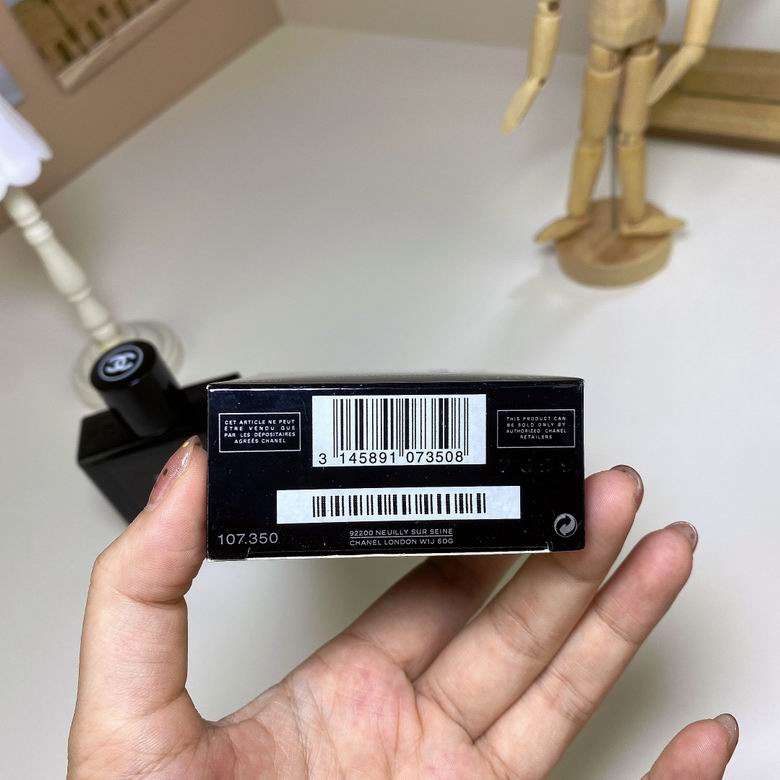 CET ARTICLE NE PEUT
ÊTRE VENDU QUE
PAR LES DÉPOSITAIRES
AGRÉÉS CHANEL
3 145891 073508
THIS PRODUCT CAN
BE SOLD ONLY BY
AUTHORIZED CHANEL
RETAILERS
107.350
92200 NEUILLY SUR SEINE
CHANEL LONDON W1J 6DG